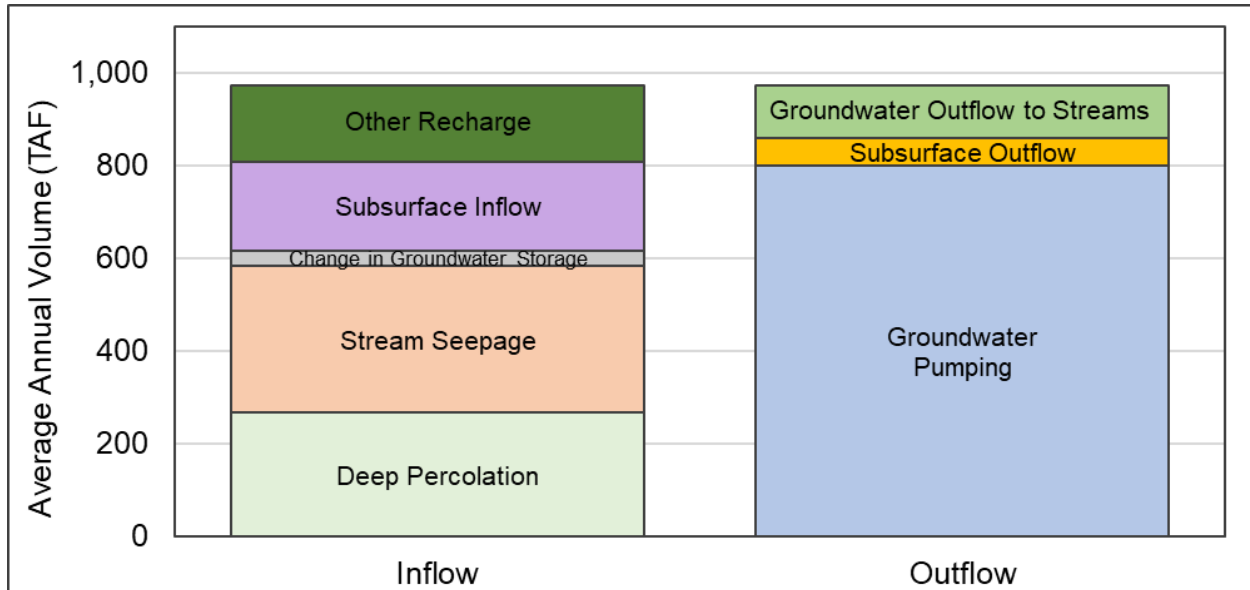 Average Annual Volume (TAF)
1,000
800
600
400
200
0
Other Recharge
Subsurface Inflow
Change in Groundwater Storage
Stream Seepage
Deep Percolation
Groundwater Outflow to Streams
Subsurface Outflow
Groundwater
Pumping
Inflow
Outflow